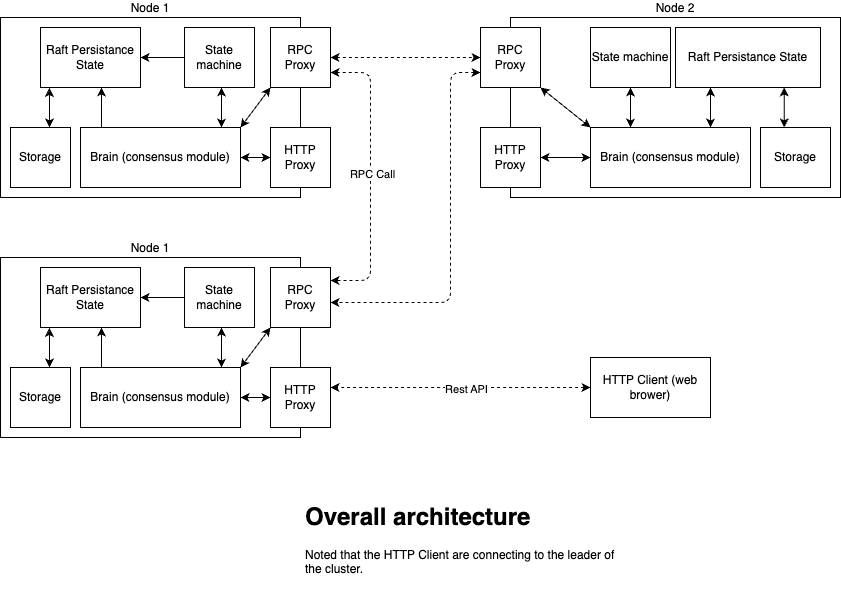 Node 1
Raft Persistance
State
State
machine
RPC
Proxy
Storage
Brain (consensus module)
HTTP
Proxy
Node 2
RPC
Proxy
State machine
Raft Persistance State
HTTP
Proxy
Brain (consensus module)
Storage
RPC Call
Node 1
Raft Persistance
State
State
machine
RPC
Proxy
Storage
Brain (consensus module)
HTTP
Proxy
Rest API
HTTP Client (web
brower)
Overall architecture
Noted that the HTTP Client are connecting to the leader of
the cluster.